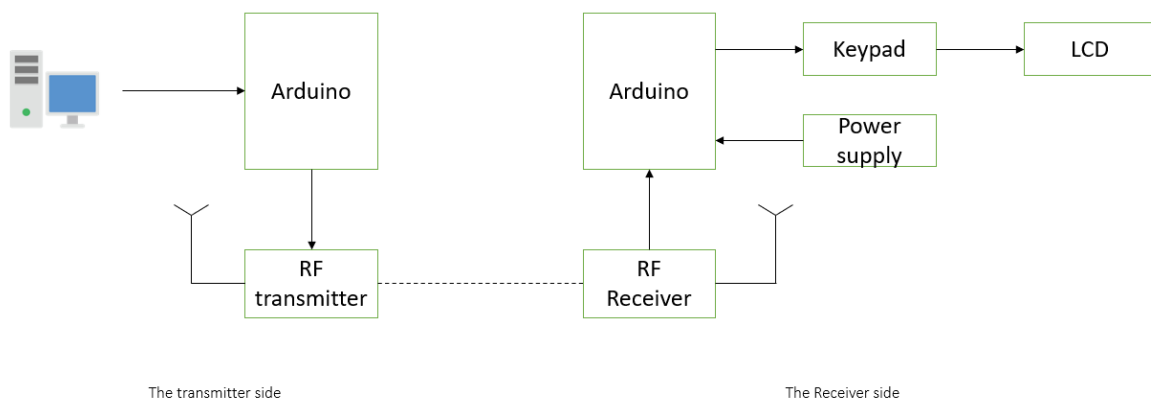 Arduino
Arduino
Keypad
LCD
Power
supply
RF
transmitter
RF
Receiver
The transmitter side
The Receiver side